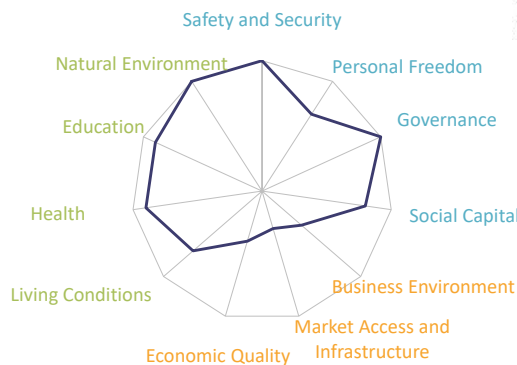 Safety and Security
Natural Environment
Personal Freedom
Education
Governance
Health
Social Capital
Living Conditions
Business Environment
Market Access and
Infrastructure
Economic Quality